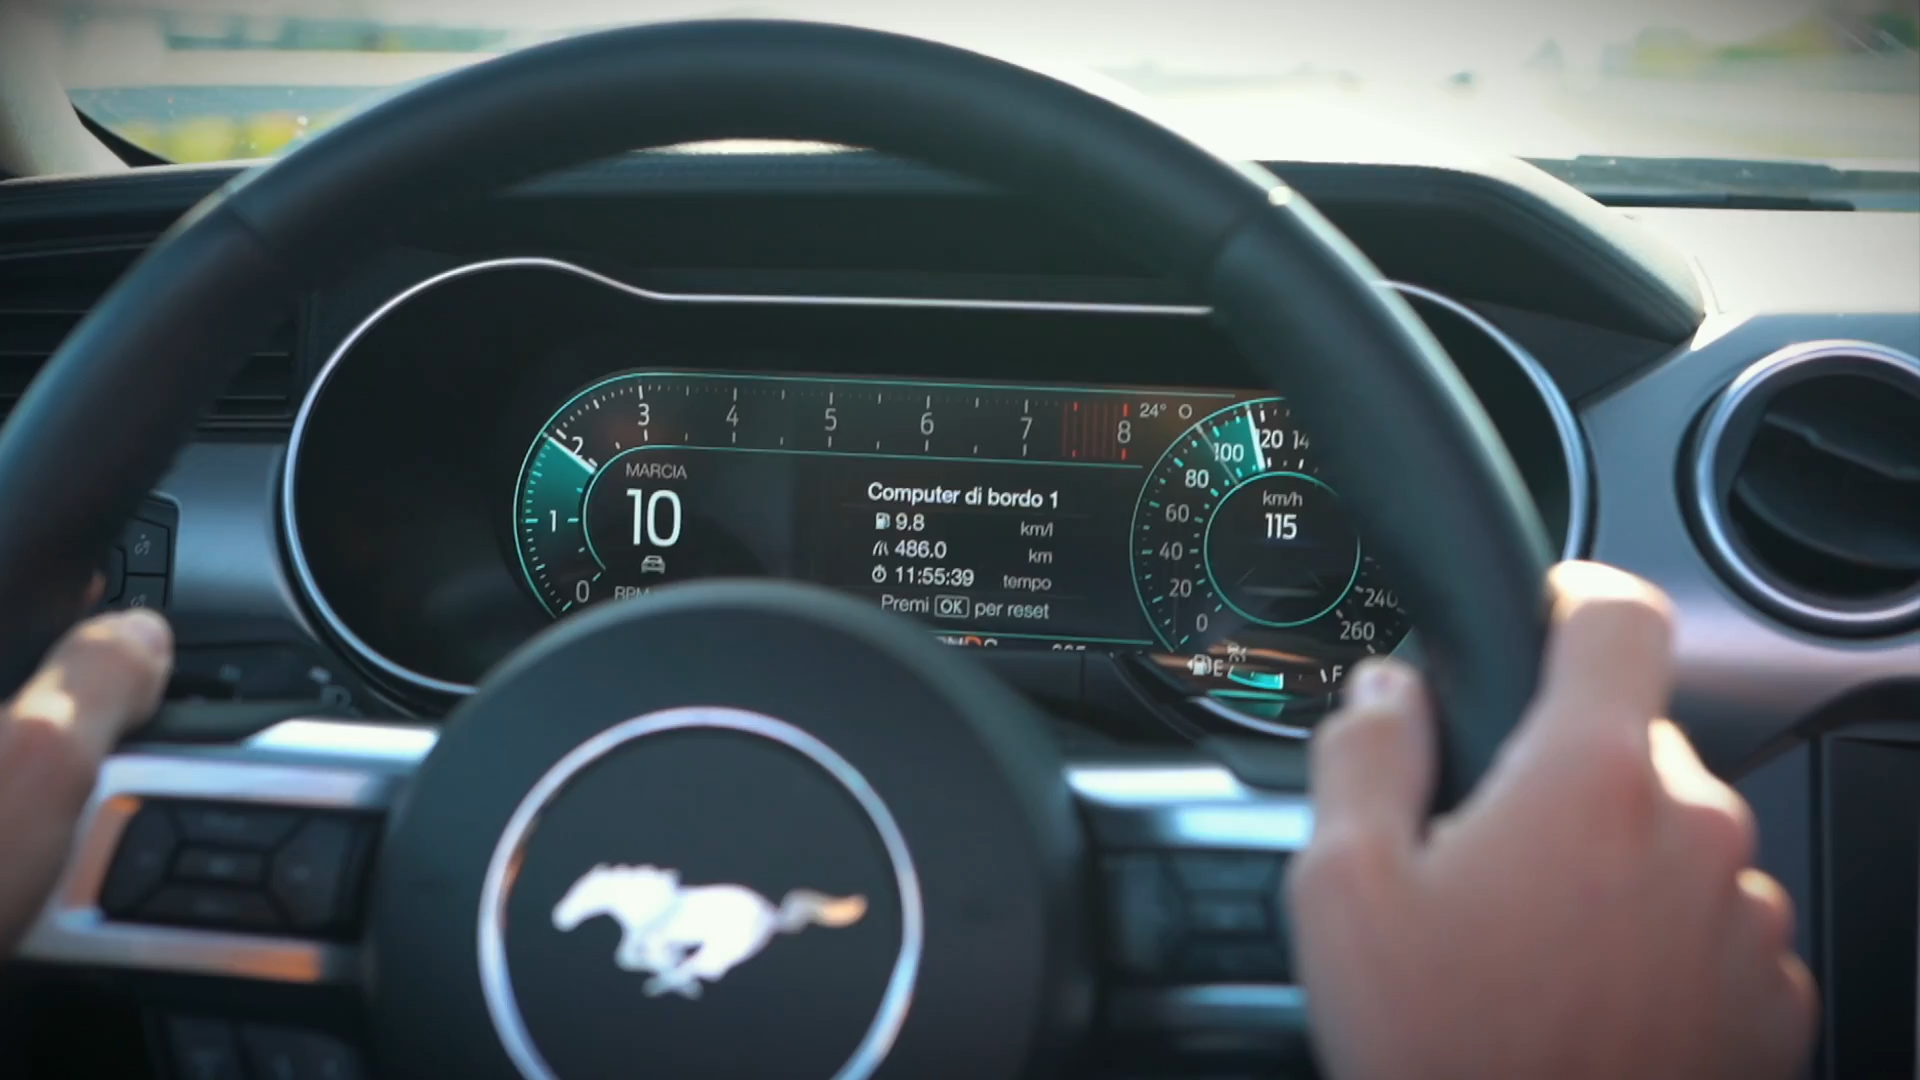 3 4 5 6 7 8
24° O
2
1
0
MARCIA
10
RPM
Computer di bordo 1
9.8 km/l
486.0 km
11:55:39 tempo
Premi OK per reset
0 20 40 60 80 100 120 14
km/h
115
240
260
E F